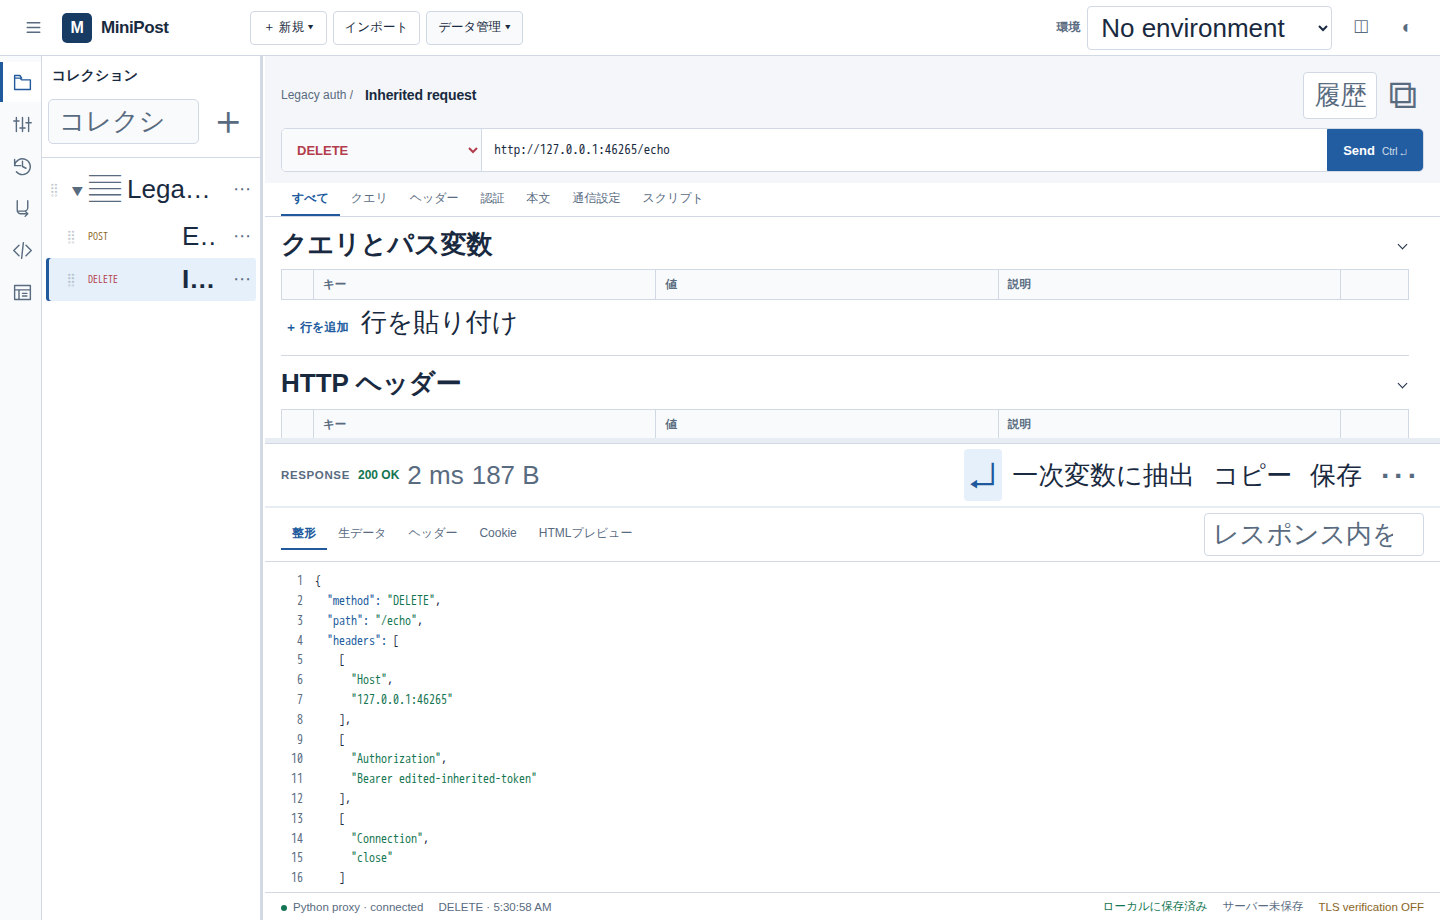 M MiniPost ＋ 新規 ▾ インポート データ管理 ▾ 環境 No environment
コレクション
コレクシ ＋
Lega… ···
POST E.. ···
DELETE I... ···
Legacy auth / Inherited request 履歴
DELETE http://127.0.0.1:46265/echo Send Ctrl ↵
すべて クエリ ヘッダー 認証 本文 通信設定 スクリプト
クエリとパス変数
キー 値 説明
＋ 行を追加 行を貼り付け
HTTP ヘッダー
キー 値 説明
RESPONSE 200 OK 2 ms 187 B 一次変数に抽出 コピー 保存 ···
整形 生データ ヘッダー Cookie HTMLプレビュー レスポンス内を
1 {
2 "method": "DELETE",
3 "path": "/echo",
4 "headers": [
5 [
6 "Host",
7 "127.0.0.1:46265"
8 ],
9 [
10 "Authorization",
11 "Bearer edited-inherited-token"
12 ],
13 [
14 "Connection",
15 "close"
16 ]
Python proxy · connected DELETE · 5:30:58 AM ローカルに保存済み サーバー未保存 TLS verification OFF